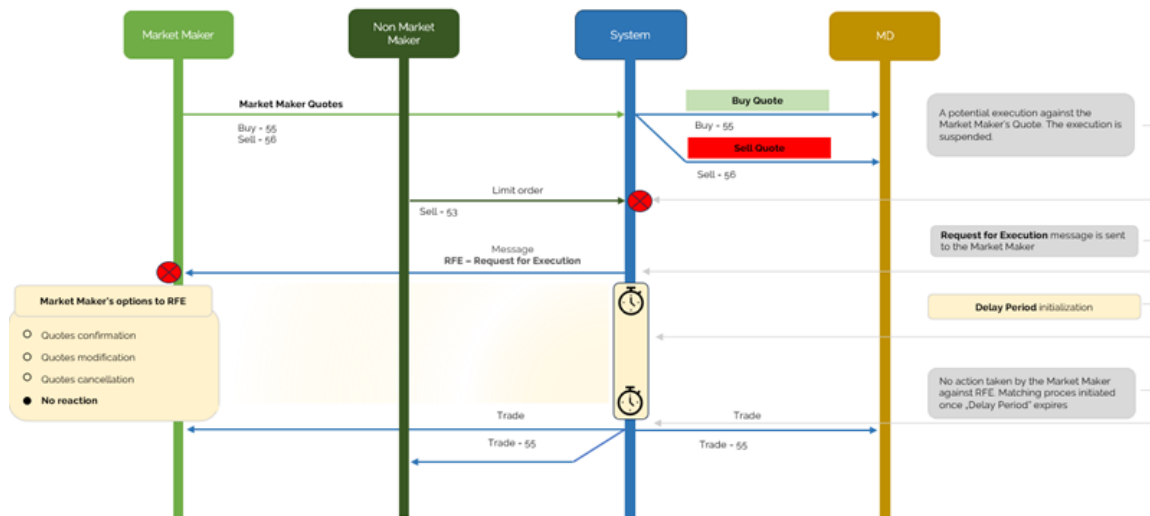 Market Maker
Non Market
Maker
System
MD
Market Maker Quotes
Buy - 55
Sell - 56
Buy Quote
Buy - 55
Sell Quote
Sell - 56
A potential execution against the
Market Maker's Quote. The execution is
suspended.
Limit order
Sell - 53
Message
RFE – Request for Execution
Request for Execution message is sent
to the Market Maker
Market Maker's options to RFE
Quotes confirmation
Quotes modification
Quotes cancellation
No reaction
Delay Period initialization
No action taken by the Market Maker
against RFE. Matching proces initiated
once „Delay Period" expires
Trade
Trade - 55
Trade
Trade - 55